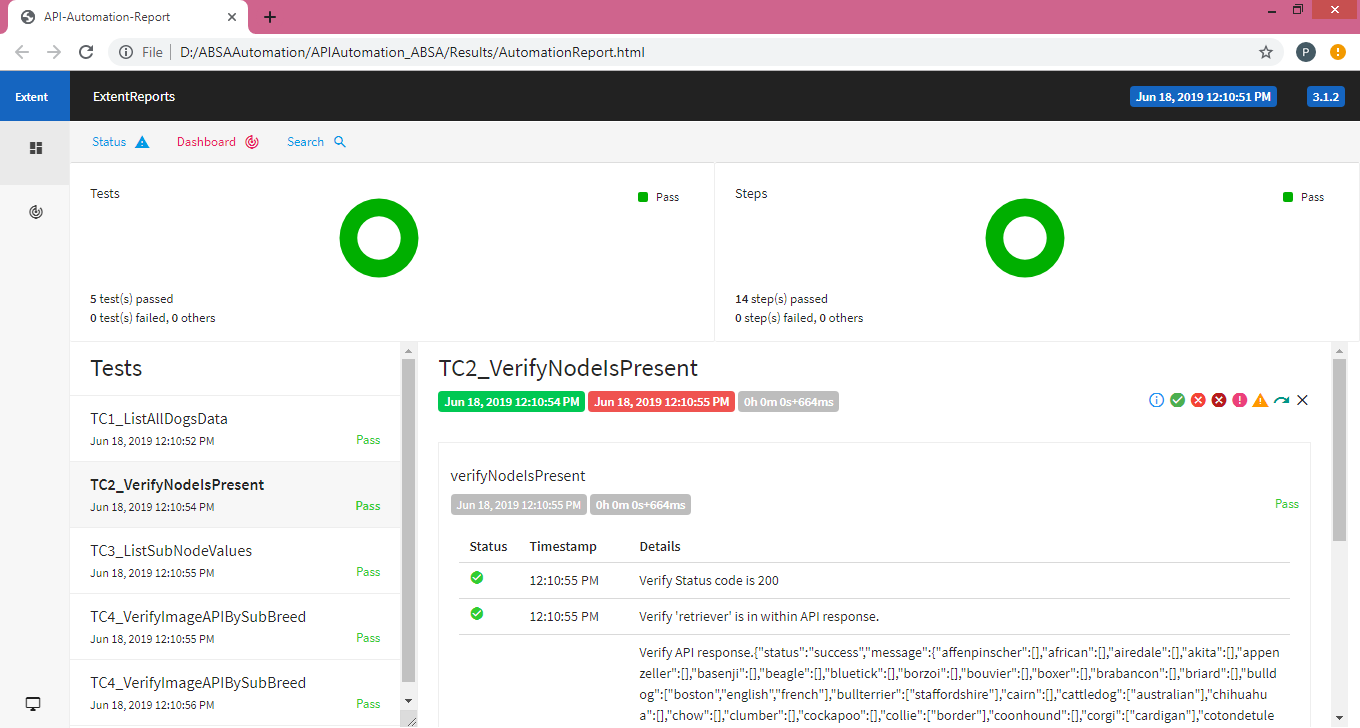 API-Automation-Report
File
D:/ABSAAutomation/APIAutomation_ABSA/Results/AutomationReport.html
P
Extent
ExtentReports
Jun 18, 2019 12:10:51 PM
3.1.2
Status
Dashboard
Search
Tests
Pass
5 test(s) passed
0 test(s) failed, 0 others
Steps
Pass
14 step(s) passed
0 step(s) failed, 0 others
Tests
TC1_ListAllDogsData
Jun 18, 2019 12:10:52 PM
Pass
TC2_VerifyNodeIsPresent
Jun 18, 2019 12:10:54 PM
Pass
TC3_ListSubNodeValues
Jun 18, 2019 12:10:55 PM
Pass
TC4_VerifyImageAPIBySubBreed
Jun 18, 2019 12:10:55 PM
Pass
TC4_VerifyImageAPIBySubBreed
Jun 18, 2019 12:10:56 PM
Pass
TC2_VerifyNodeIsPresent
Jun 18, 2019 12:10:54 PM Jun 18, 2019 12:10:55 PM 0h 0m 0s+664ms
verifyNodeIsPresent
Jun 18, 2019 12:10:55 PM 0h 0m 0s+664ms
Pass
Status Timestamp Details
12:10:55 PM Verify Status code is 200
12:10:55 PM Verify 'retriever' is in within API response.
Verify API response.{"status":"success","message":{"affenpinscher":[],"african":[],"airedale":[],"akita":[],"appen
zeller":[],"basenji":[],"beagle":[],"bluetick":[],"borzoi":[],"bouvier":[],"boxer":[],"brabancon":[],"briard":[],"bulld
og":["boston","english","french"],"bullterrier":["staffordshire"],"cairn":[],"cattledog":["australian"],"chihuahu
a":[],"chow":[],"clumber":[],"cockapoo":[],"collie":["border"],"coonhound":[],"corgi":["cardigan"],"cotondetule